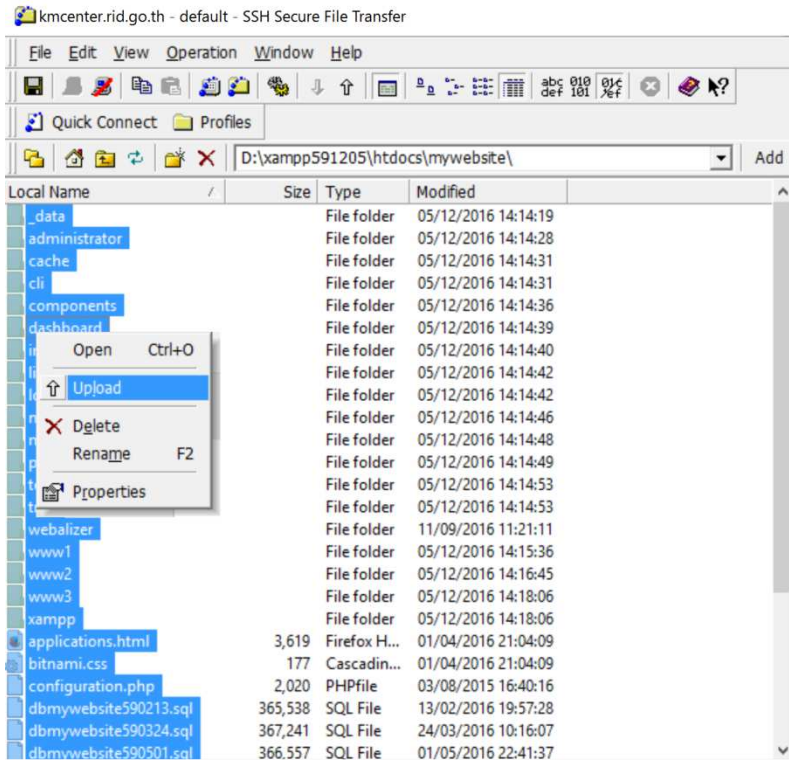 kmcenter.rid.go.th - default - SSH Secure File Transfer
File Edit View Operation Window Help
abc 010
def 101
Quick Connect Profiles
D:\xampp591205\htdocs\mywebsite\ Add
Local Name Size Type Modified
_data File folder 05/12/2016 14:14:19
administrator File folder 05/12/2016 14:14:28
cache File folder 05/12/2016 14:14:31
cli File folder 05/12/2016 14:14:31
components File folder 05/12/2016 14:14:36
dashboard File folder 05/12/2016 14:14:39
Open Ctrl+O File folder 05/12/2016 14:14:40
File folder 05/12/2016 14:14:42
Upload File folder 05/12/2016 14:14:42
File folder 05/12/2016 14:14:46
Delete File folder 05/12/2016 14:14:48
Rename F2 File folder 05/12/2016 14:14:49
File folder 05/12/2016 14:14:53
Properties File folder 05/12/2016 14:14:53
webalizer File folder 11/09/2016 11:21:11
www1 File folder 05/12/2016 14:15:36
www2 File folder 05/12/2016 14:16:45
www3 File folder 05/12/2016 14:18:06
xampp File folder 05/12/2016 14:18:06
applications.html 3,619 Firefox H... 01/04/2016 21:04:09
bitnami.css 177 Cascadin... 01/04/2016 21:04:09
configuration.php 2,020 PHPfile 03/08/2015 16:40:16
dbmywebsite590213.sql 365,538 SQL File 13/02/2016 19:57:28
dbmywebsite590324.sql 367,241 SQL File 24/03/2016 10:16:07
dbmywebsite590501.sql 366,557 SQL File 01/05/2016 22:41:37